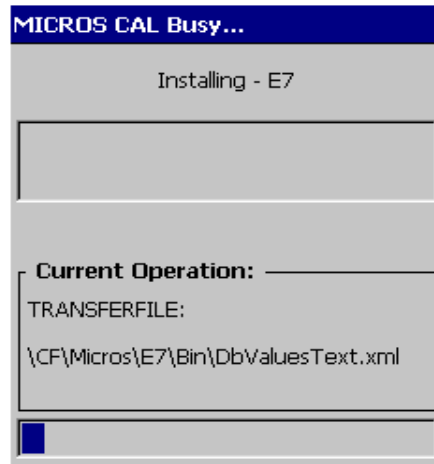 MICROS CAL Busy...
Installing - E7
Current Operation:
TRANSFERFILE:
\CF\Micros\E7\Bin\DbValuesText.xml